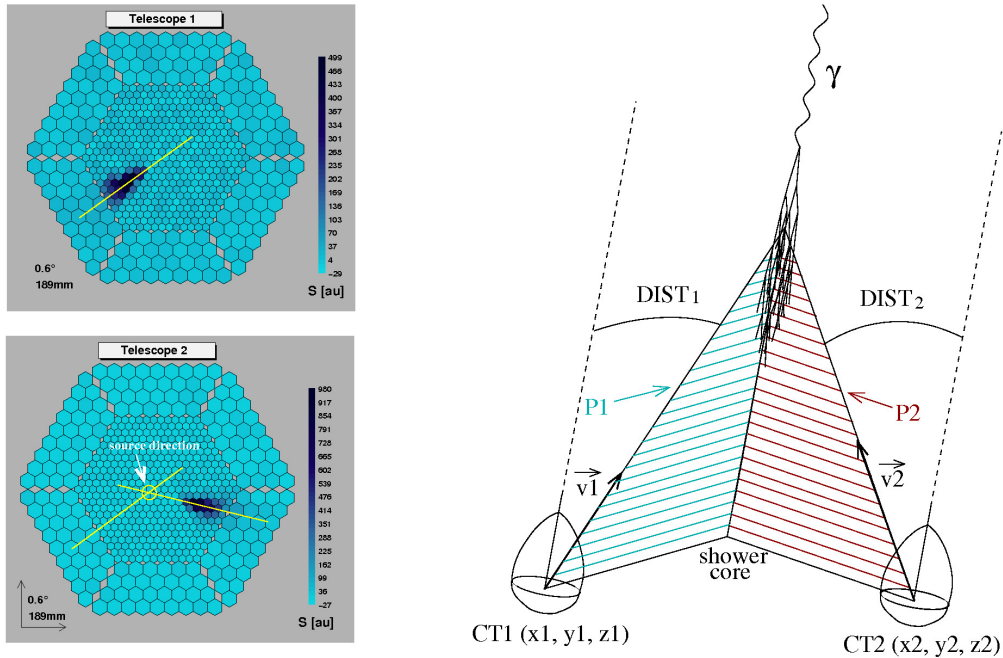 Telescope 1
499
466
433
400
367
334
301
268
235
202
169
136
103
70
37
4
−29
0.6°
189mm
S [au]
Telescope 2
source direction
980
917
854
791
728
665
602
539
476
413
351
288
225
162
99
36
−27
0.6°
189mm
S [au]
γ
DIST1
DIST2
P1
P2
v1
v2
shower
core
CT1 (x1, y1, z1)
CT2 (x2, y2, z2)